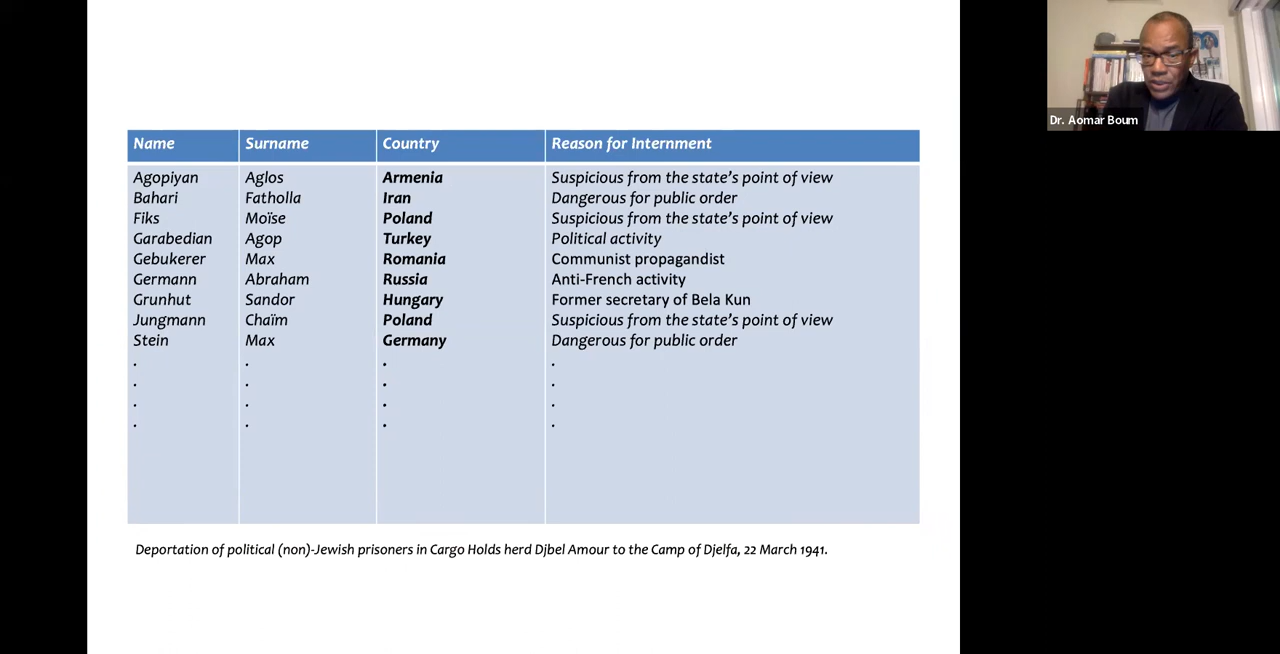 Name Surname Country Reason for Internment
Agopiyan Aglos Armenia Suspicious from the state's point of view
Bahari Fatholla Iran Dangerous for public order
Fiks Moïse Poland Suspicious from the state's point of view
Garabedian Agop Turkey Political activity
Gebukerer Max Romania Communist propagandist
Germann Abraham Russia Anti-French activity
Grunhut Sandor Hungary Former secretary of Bela Kun
Jungmann Chaïm Poland Suspicious from the state's point of view
Stein Max Germany Dangerous for public order
. . . .
. . . .
. . . .
. . . .
Deportation of political (non)-Jewish prisoners in Cargo Holds herd Djbel Amour to the Camp of Djelfa, 22 March 1941.
Dr. Aomar Boum